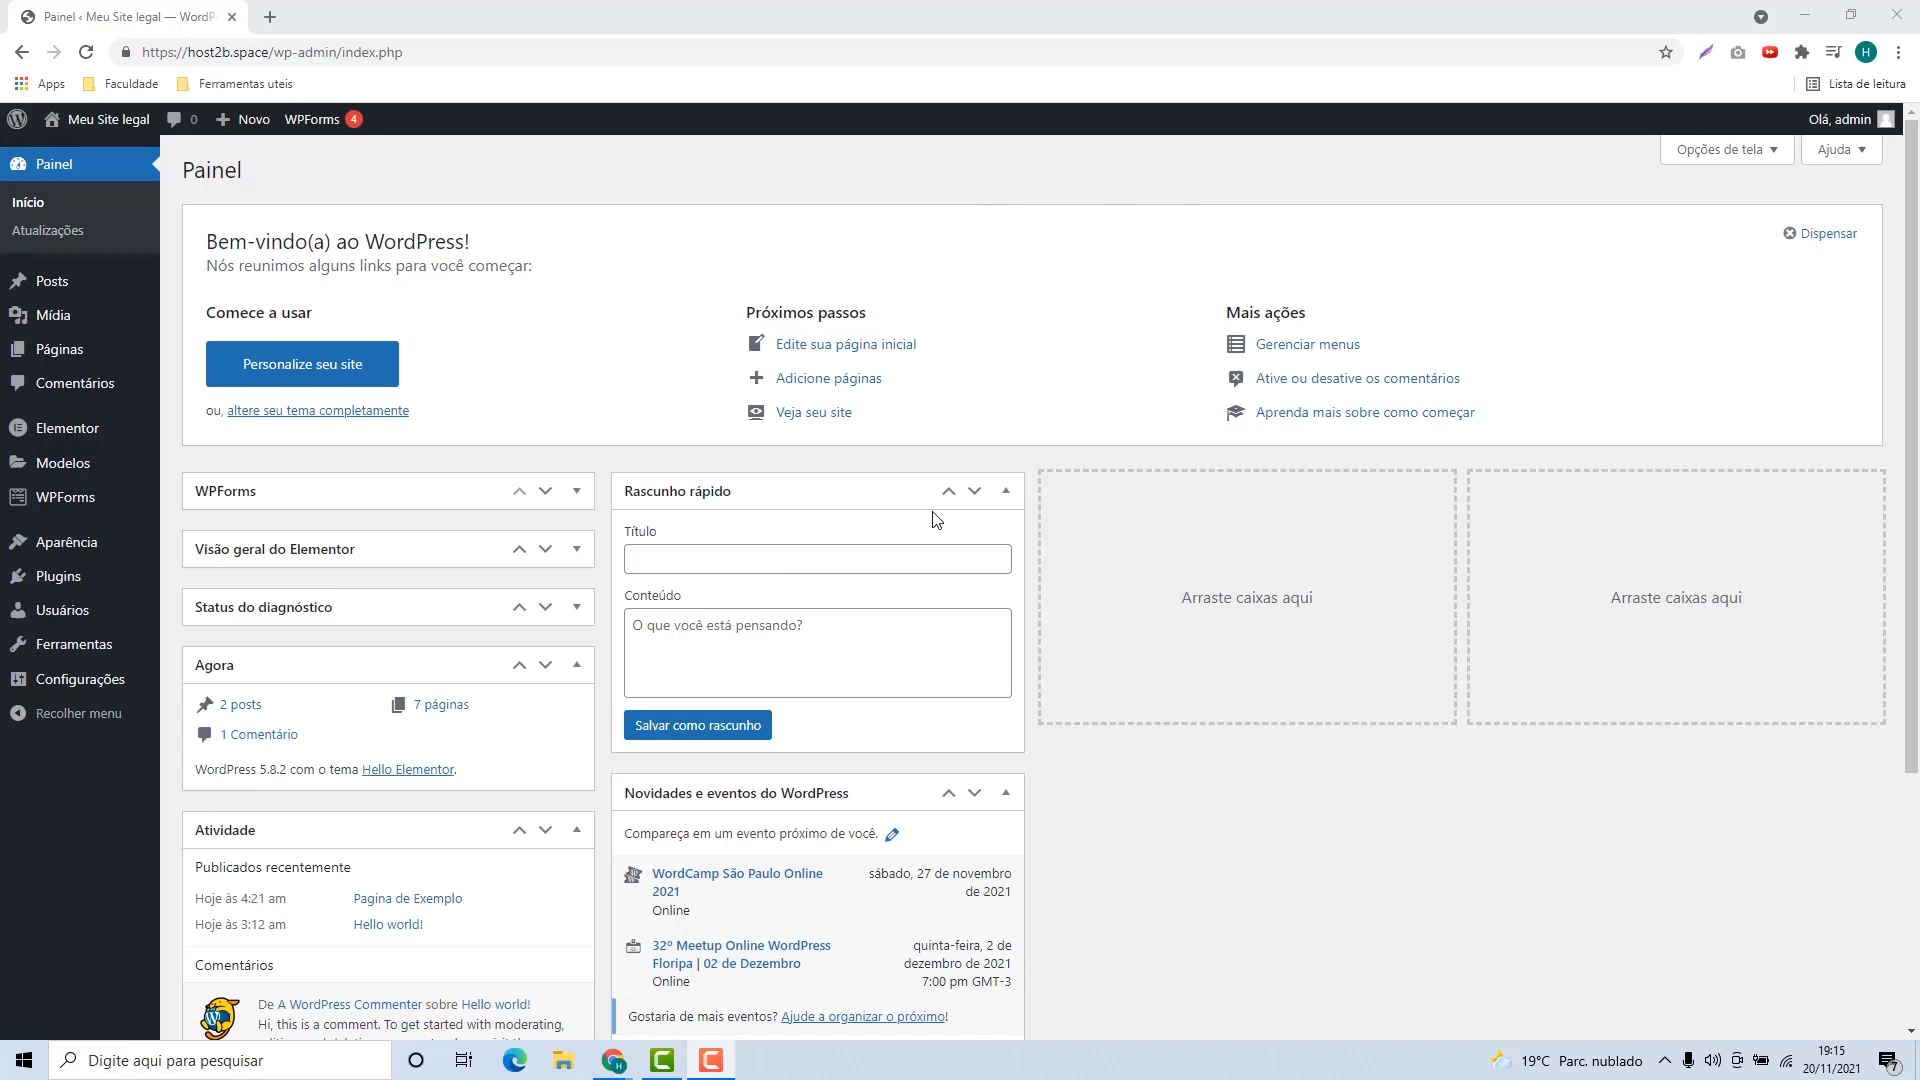 Painel ‹ Meu Site legal — WordP
https://host2b.space/wp-admin/index.php
H
Apps
Faculdade
Ferramentas uteis
Lista de leitura
Meu Site legal
0
Novo
WPForms 4
Olá, admin
Painel
Início
Atualizações
Posts
Mídia
Páginas
Comentários
Elementor
Modelos
WPForms
Aparência
Plugins
Usuários
Ferramentas
Configurações
Recolher menu
Painel
Opções de tela
Ajuda
Bem-vindo(a) ao WordPress!
Nós reunimos alguns links para você começar:
Dispensar
Comece a usar
Personalize seu site
ou, altere seu tema completamente
Próximos passos
Edite sua página inicial
Adicione páginas
Veja seu site
Mais ações
Gerenciar menus
Ative ou desative os comentários
Aprenda mais sobre como começar
WPForms
Visão geral do Elementor
Status do diagnóstico
Agora
2 posts
7 páginas
1 Comentário
WordPress 5.8.2 com o tema Hello Elementor.
Atividade
Publicados recentemente
Hoje às 4:21 am
Pagina de Exemplo
Hoje às 3:12 am
Hello world!
Comentários
De A WordPress Commenter sobre Hello world!
Hi, this is a comment. To get started with moderating,
Rascunho rápido
Título
Conteúdo
O que você está pensando?
Salvar como rascunho
Novidades e eventos do WordPress
Compareça em um evento próximo de você.
WordCamp São Paulo Online
2021
Online
sábado, 27 de novembro
de 2021
32º Meetup Online WordPress
Floripa | 02 de Dezembro
Online
quinta-feira, 2 de
dezembro de 2021
7:00 pm GMT-3
Gostaria de mais eventos? Ajude a organizar o próximo!
Arraste caixas aqui
Arraste caixas aqui
Digite aqui para pesquisar
19°C Parc. nublado
19:15
20/11/2021
7